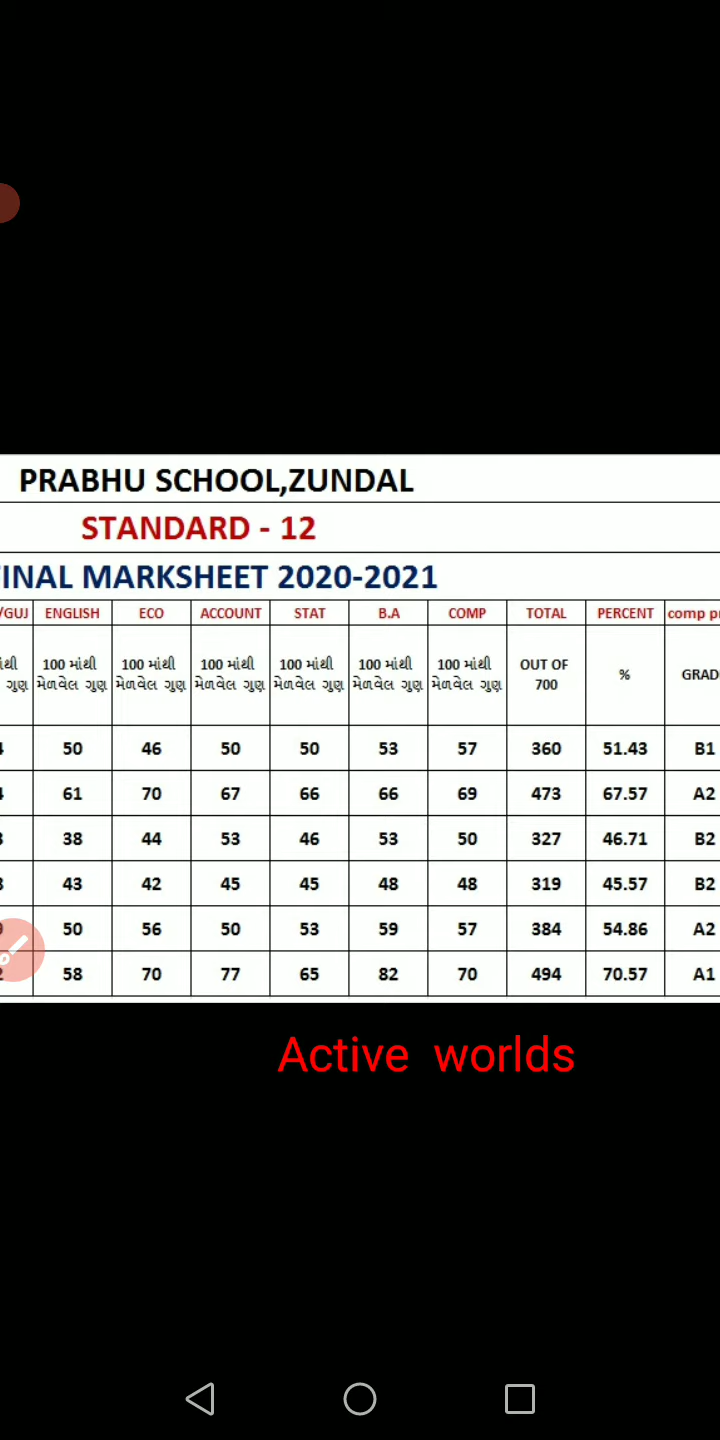 PRABHU SCHOOL,ZUNDAL
STANDARD - 12
FINAL MARKSHEET 2020-2021
/GUJ ENGLISH ECO ACCOUNT STAT B.A COMP TOTAL PERCENT comp pr
100 માંથી 100 માંથી 100 માંથી 100 માંથી 100 માંથી 100 માંથી OUT OF % GRAD
ગુણ મેળવેલ ગુણ મેળવેલ ગુણ મેળવેલ ગુણ મેળવેલ ગુણ મેળવેલ ગુણ મેળવેલ ગુણ 700
50 46 50 50 53 57 360 51.43 B1
61 70 67 66 66 69 473 67.57 A2
38 44 53 46 53 50 327 46.71 B2
43 42 45 45 48 48 319 45.57 B2
50 56 50 53 59 57 384 54.86 A2
58 70 77 65 82 70 494 70.57 A1
Active worlds